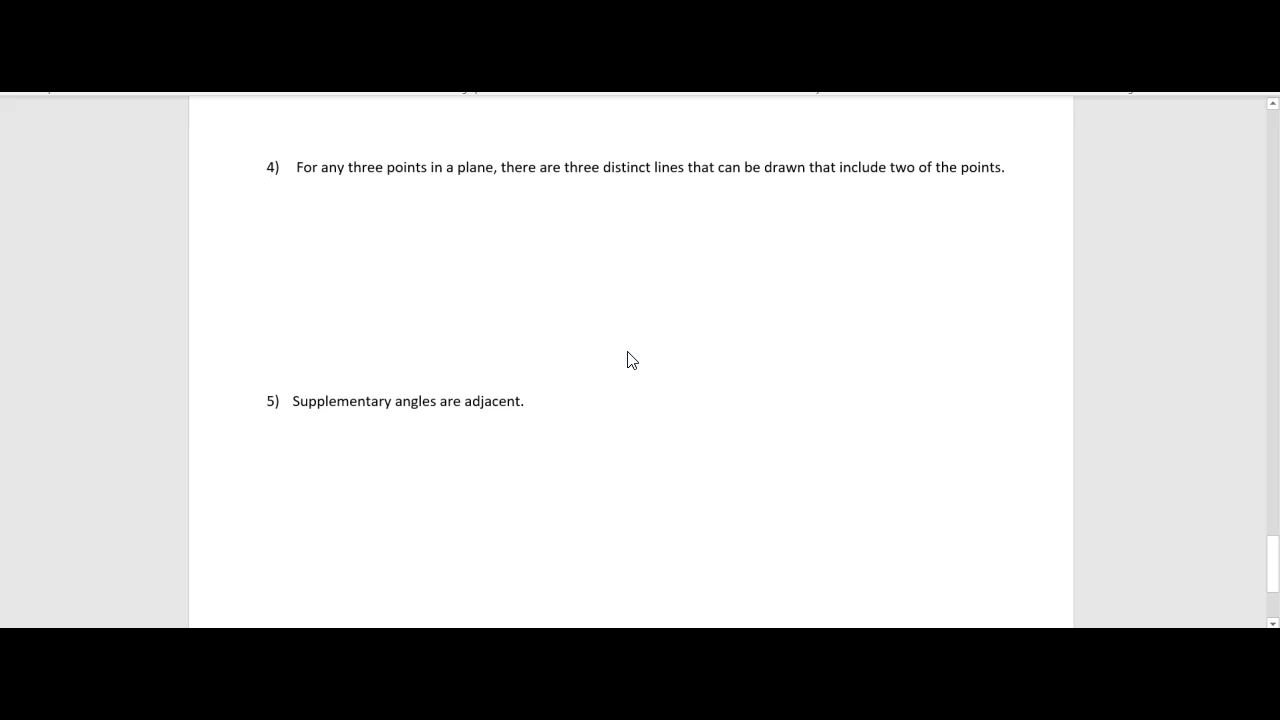 4) For any three points in a plane, there are three distinct lines that can be drawn that include two of the points.
5) Supplementary angles are adjacent.